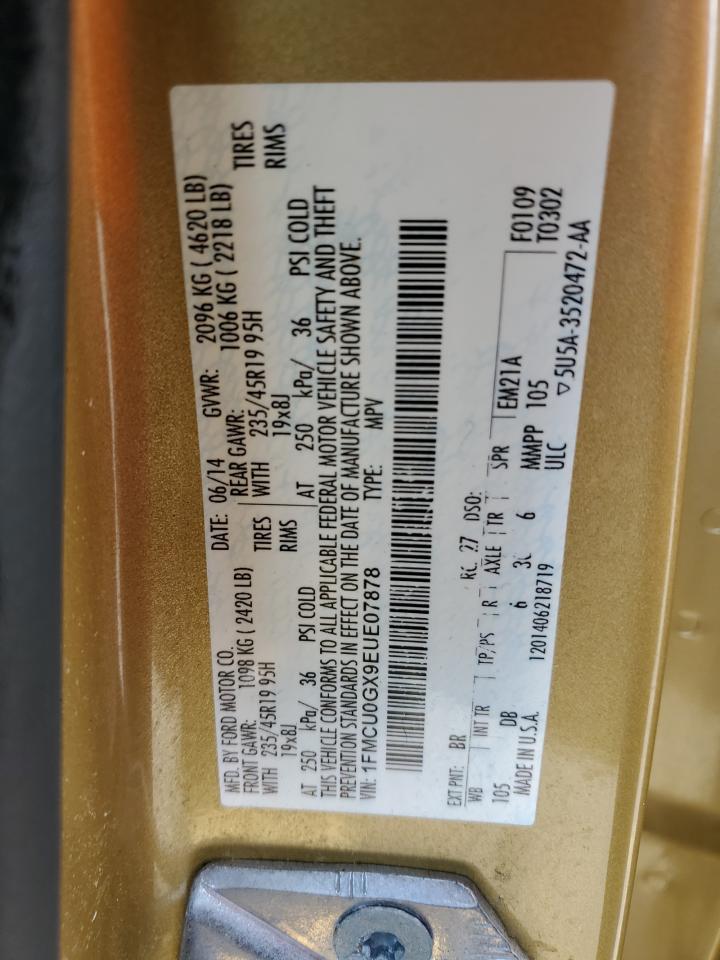 MFD. BY FORD MOTOR CO.
DATE: 06/14 GVWR: 2096 KG ( 4620 LB)
FRONT GAWR: 1098 KG ( 2420 LB) REAR GAWR: 1006 KG ( 2218 LB)
WITH 235/45R19 95H TIRES WITH 235/45R19 95H TIRES
19x8J RIMS 19x8J RIMS
AT 250 kPa/ 36 PSI COLD AT 250 kPa/ 36 PSI COLD
THIS VEHICLE CONFORMS TO ALL APPLICABLE FEDERAL MOTOR VEHICLE SAFETY AND THEFT
PREVENTION STANDARDS IN EFFECT ON THE DATE OF MANUFACTURE SHOWN ABOVE.
VIN: 1FMCU0GX9EUE07878 TYPE: MPV
EXT PNT: BR RC 27 DSO:
WB INT TR TP/PS R AXLE TR SPR EM21A F0109
105 DB 6 6 MMPP 105 T0302
MADE IN U.S.A. 1201406218719 ULC ▽5U5A-3520472-AA